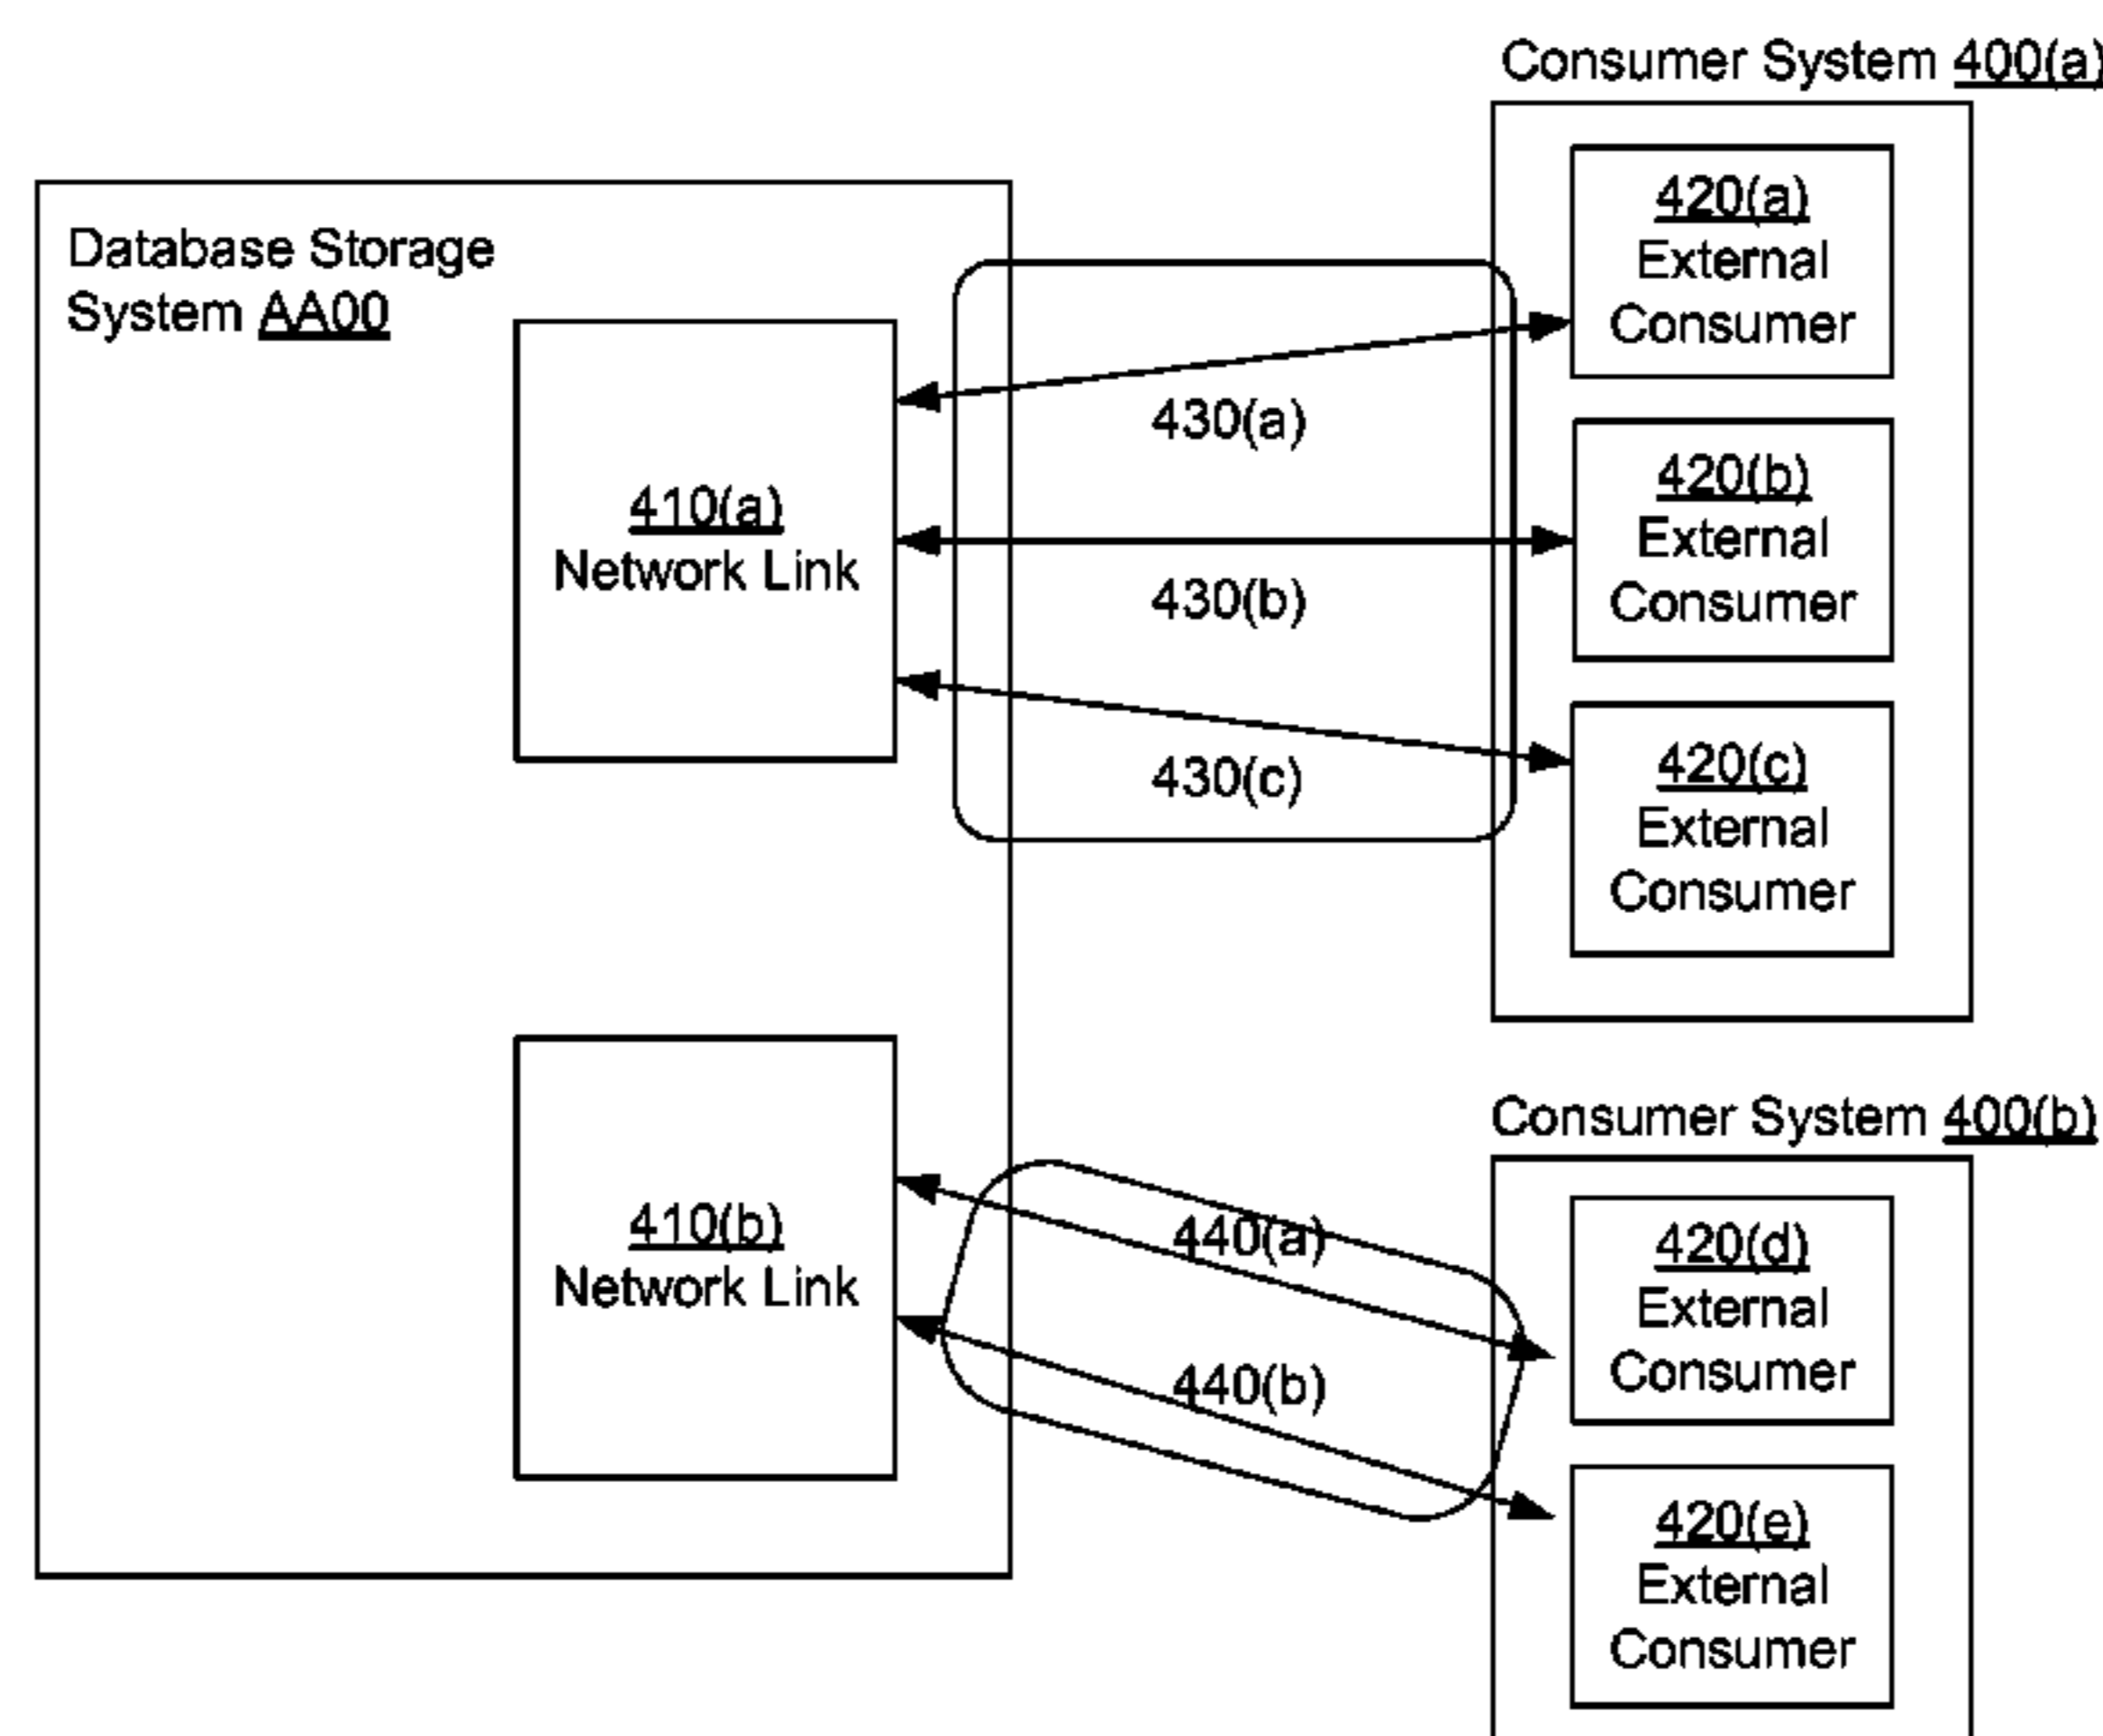 Consumer System 400(a)
Database Storage
System AA00
410(a)
Network Link
430(a)
430(b)
430(c)
420(a)
External
Consumer
420(b)
External
Consumer
420(c)
External
Consumer
410(b)
Network Link
440(a)
440(b)
Consumer System 400(b)
420(d)
External
Consumer
420(e)
External
Consumer